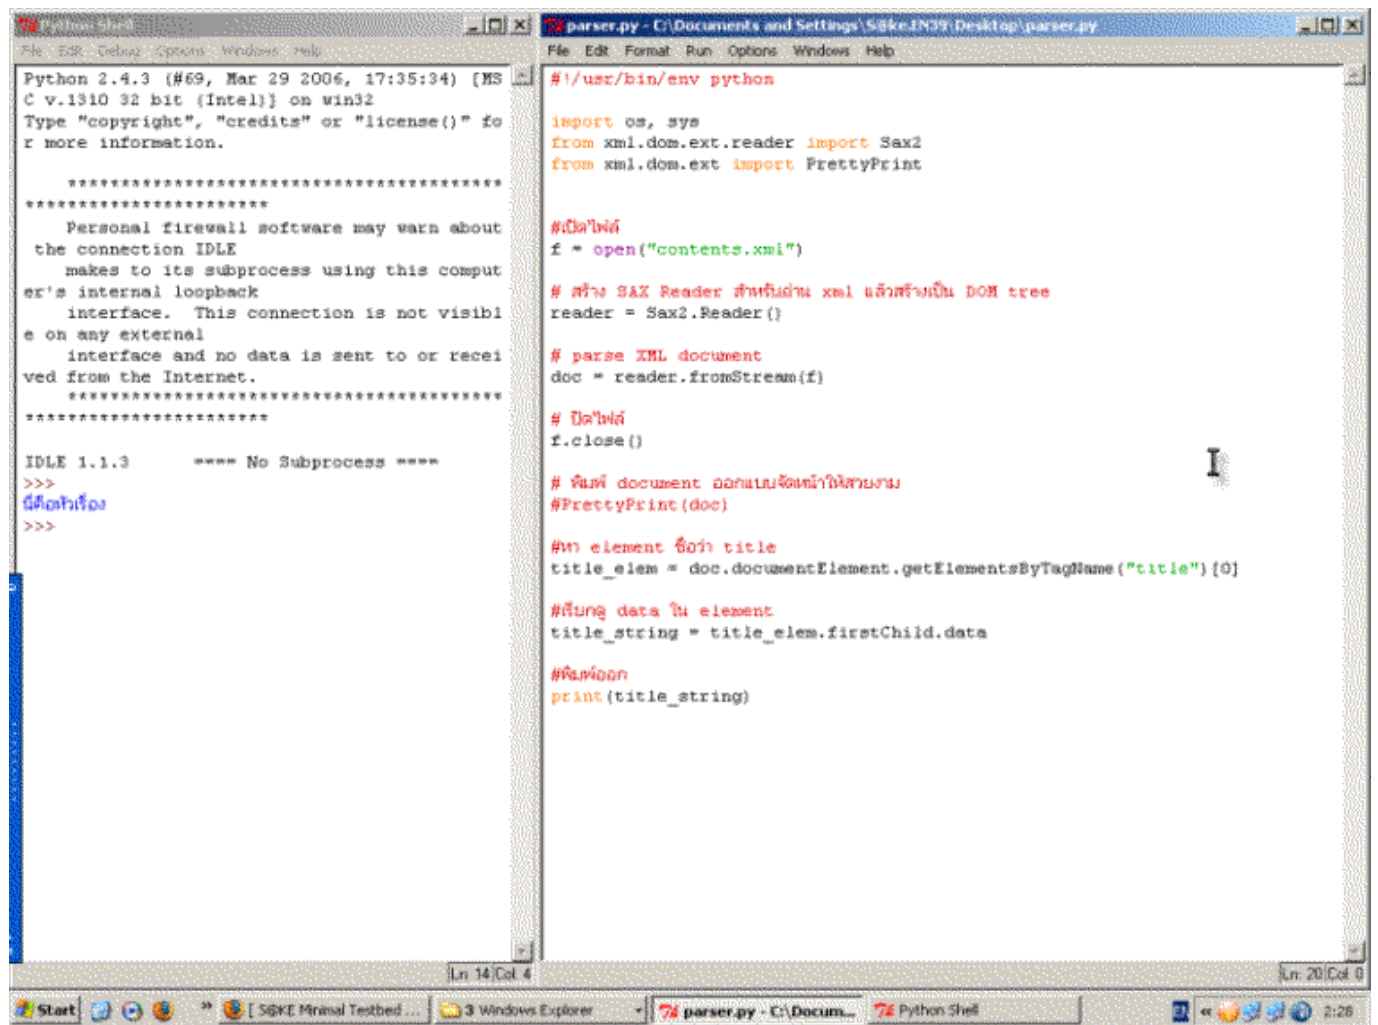 Python Shell
File Edit Debug Options Windows Help
Python 2.4.3 (#69, Mar 29 2006, 17:35:34) [MS
C v.1310 32 bit (Intel)] on win32
Type "copyright", "credits" or "license()" fo
r more information.
*****************************************
***********************
Personal firewall software may warn about
the connection IDLE
makes to its subprocess using this comput
er's internal loopback
interface. This connection is not visibl
e on any external
interface and no data is sent to or recei
ved from the Internet.
*****************************************
***********************
IDLE 1.1.3 ==== No Subprocess ====
>>>
นี่คือหัวเรื่อง
>>>
Ln: 14 Col: 4
parser.py - C:\Documents and Settings\S@ke.EN39\Desktop\parser.py
File Edit Format Run Options Windows Help
#!/usr/bin/env python
import os, sys
from xml.dom.ext.reader import Sax2
from xml.dom.ext import PrettyPrint
#เปิดไฟล์
f = open("contents.xml")
# สร้าง SAX Reader สำหรับอ่าน xml แล้วสร้างเป็น DOM tree
reader = Sax2.Reader()
# parse XML document
doc = reader.fromStream(f)
# ปิดไฟล์
f.close()
# พิมพ์ document ออกแบบจัดหน้าให้สวยงาม
#PrettyPrint(doc)
#หา element ชื่อว่า title
title_elem = doc.documentElement.getElementsByTagName("title")[0]
#เรียกดู data ใน element
title_string = title_elem.firstChild.data
#พิมพ์ออก
print(title_string)
Ln: 20 Col: 0
Start » [ S@KE Minimal Testbed ... 3 Windows Explorer parser.py - C:\Docum... Python Shell EN « 2:28